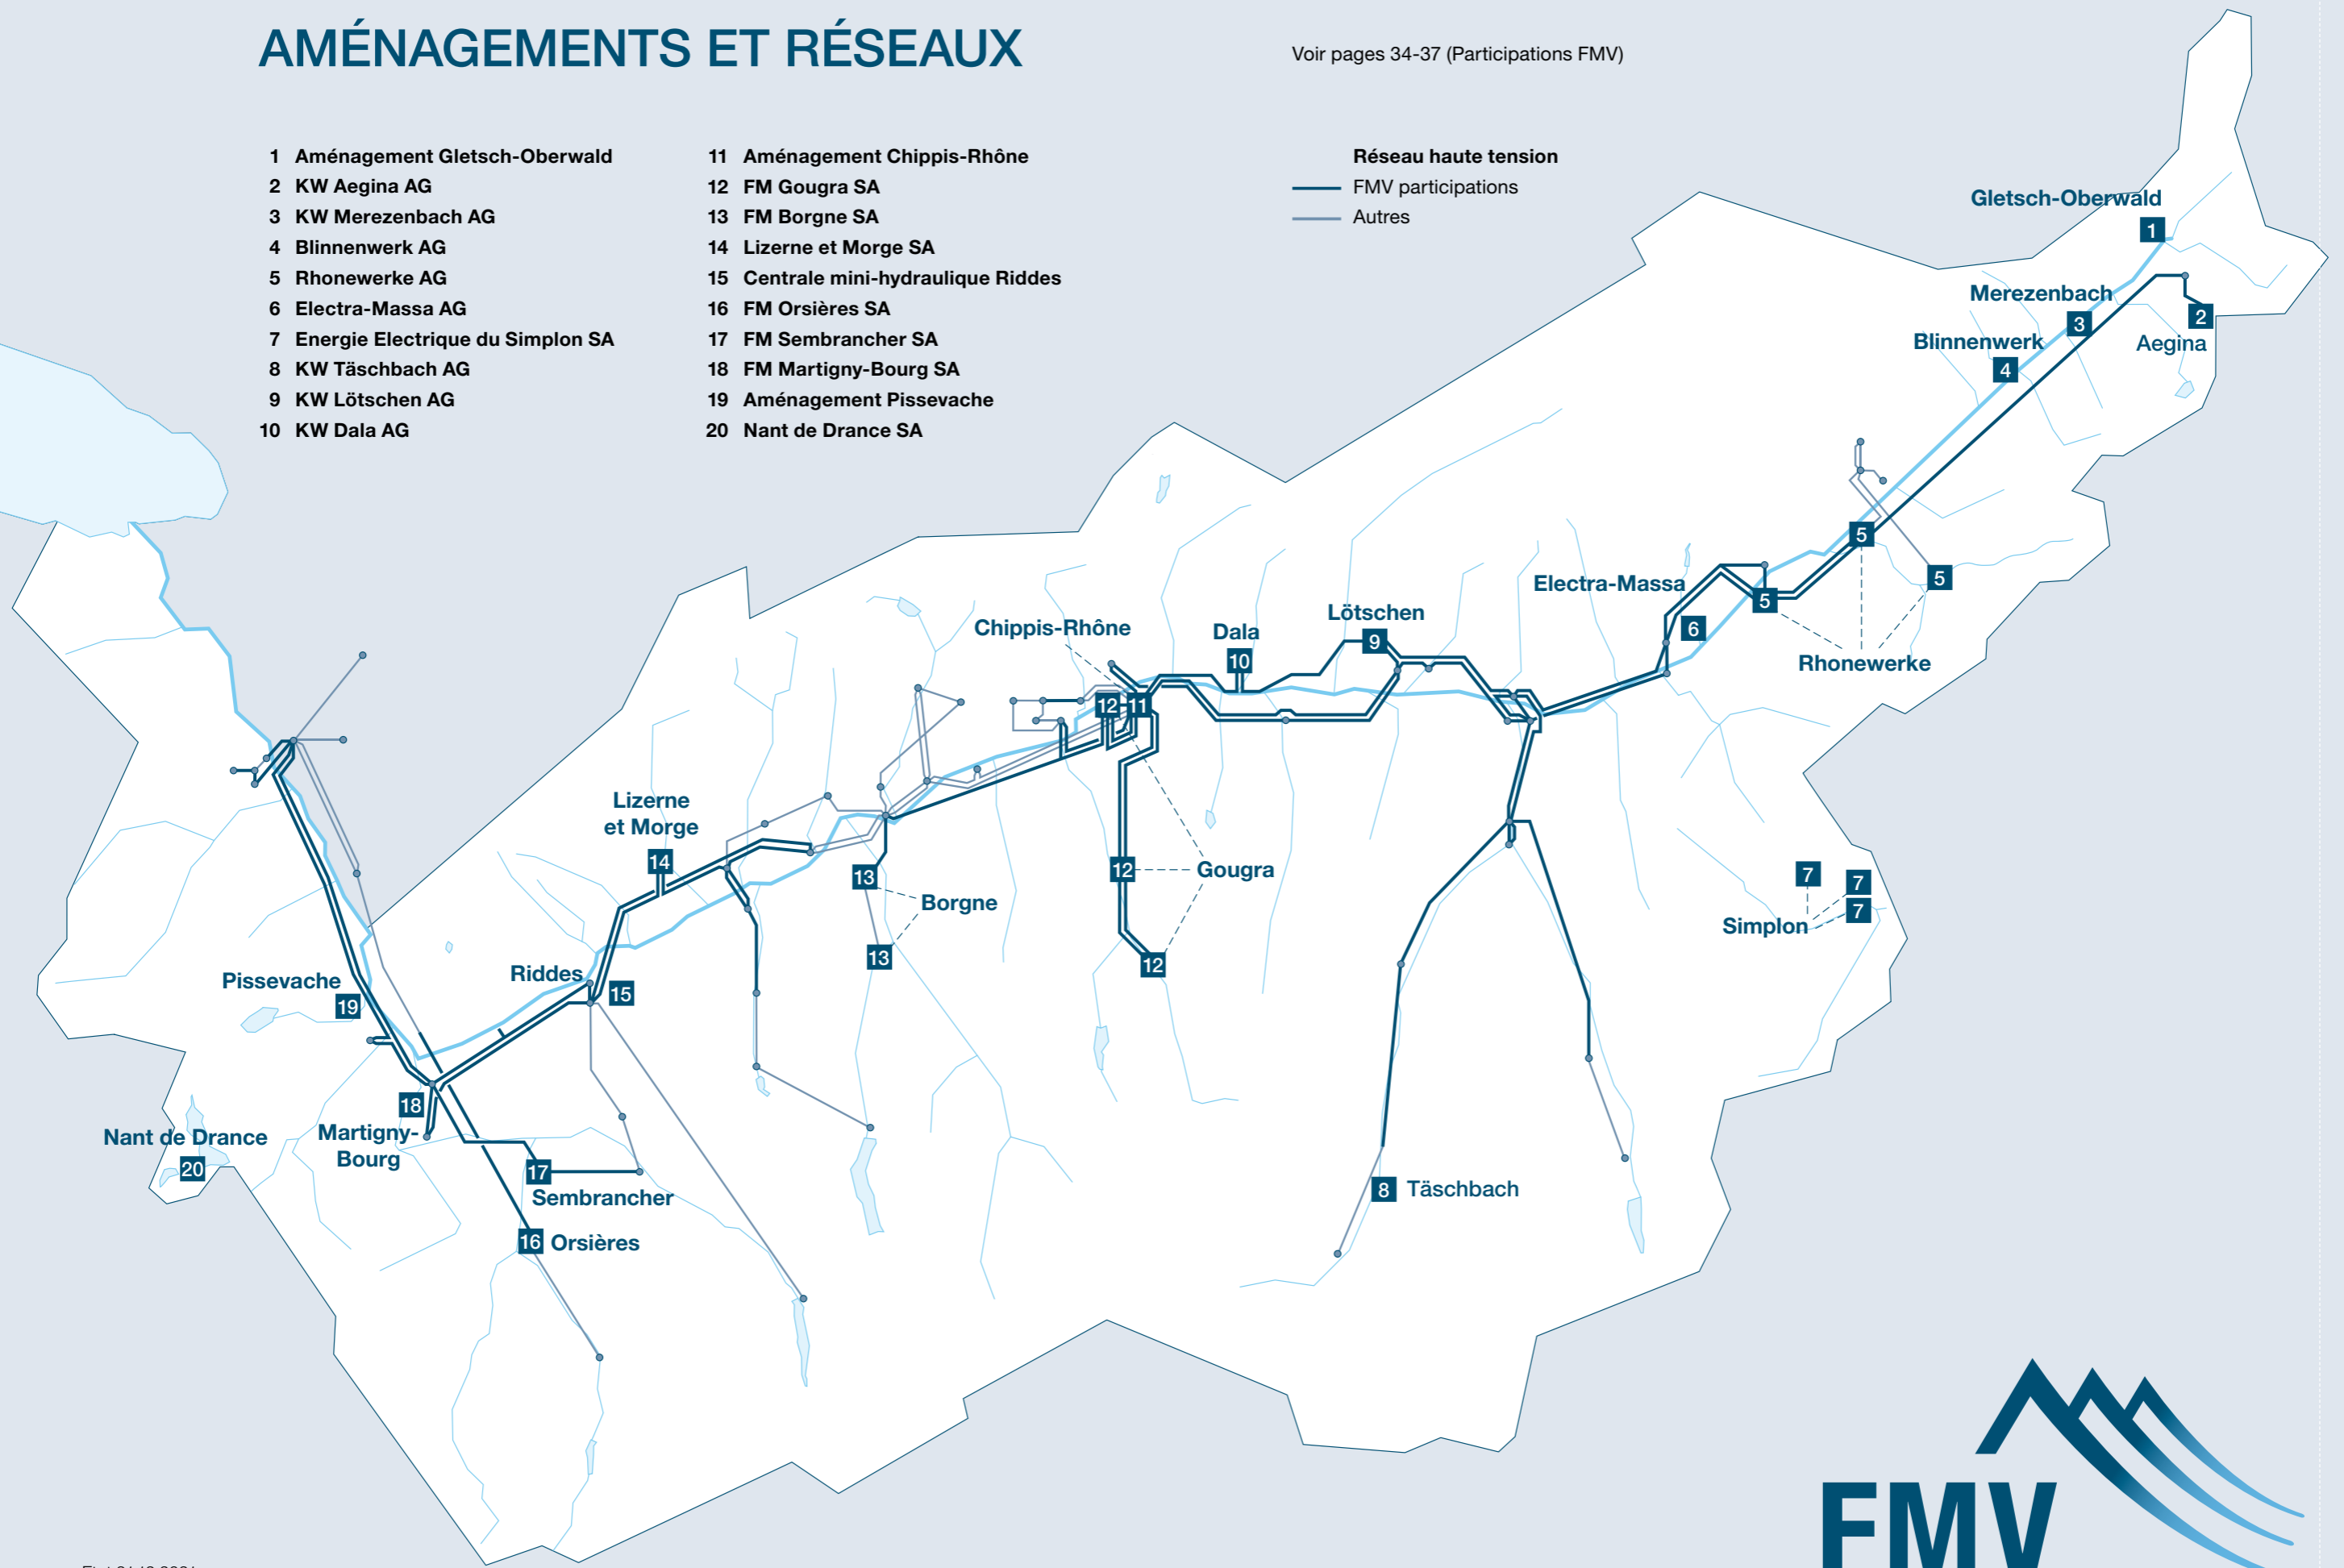 AMÉNAGEMENTS ET RÉSEAUX
Voir pages 34-37 (Participations FMV)
1 Aménagement Gletsch-Oberwald
2 KW Aegina AG
3 KW Merezenbach AG
4 Blinnenwerk AG
5 Rhonewerke AG
6 Electra-Massa AG
7 Energie Electrique du Simplon SA
8 KW Täschbach AG
9 KW Lötschen AG
10 KW Dala AG
11 Aménagement Chippis-Rhône
12 FM Gougra SA
13 FM Borgne SA
14 Lizerne et Morge SA
15 Centrale mini-hydraulique Riddes
16 FM Orsières SA
17 FM Sembrancher SA
18 FM Martigny-Bourg SA
19 Aménagement Pissevache
20 Nant de Drance SA
Réseau haute tension
FMV participations
Autres
Gletsch-Oberwald
1
Merezenbach
3
2
Aegina
Blinnenwerk
4
5
5
5
Electra-Massa
6
Rhonewerke
Lötschen
9
Dala
10
Chippis-Rhône
12
11
Lizerne
et Morge
14
13
Borgne
13
12
Gougra
12
7
7
7
Simplon
Riddes
15
Pissevache
19
18
Martigny-
Bourg
Nant de Drance
20
17
Sembrancher
16
Orsières
8
Täschbach
FMV